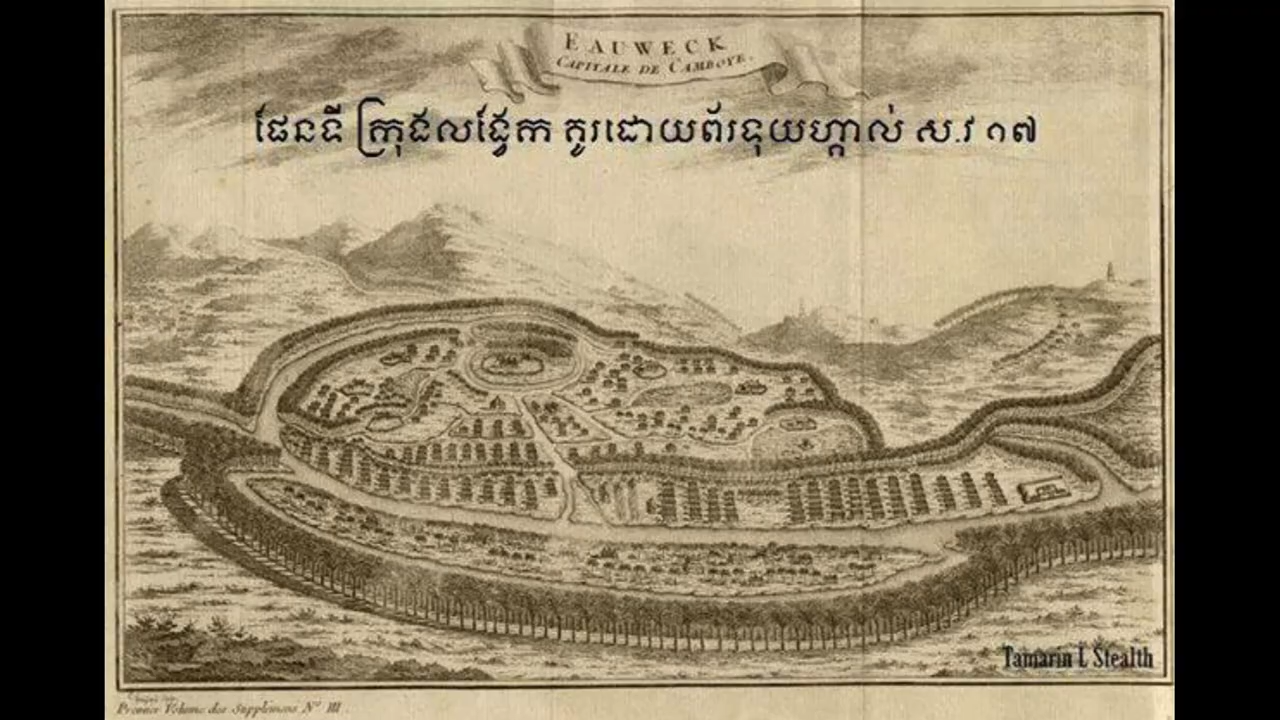 EAUWECK
CAPITALE DE CAMBOYE.
ផែនទី ក្រុងលង្វែក គូរដោយព័រទុយហ្គាល់ ស.វ ១៧
Tamarin L Stealth
Premier Volume des Supplemens N° III.